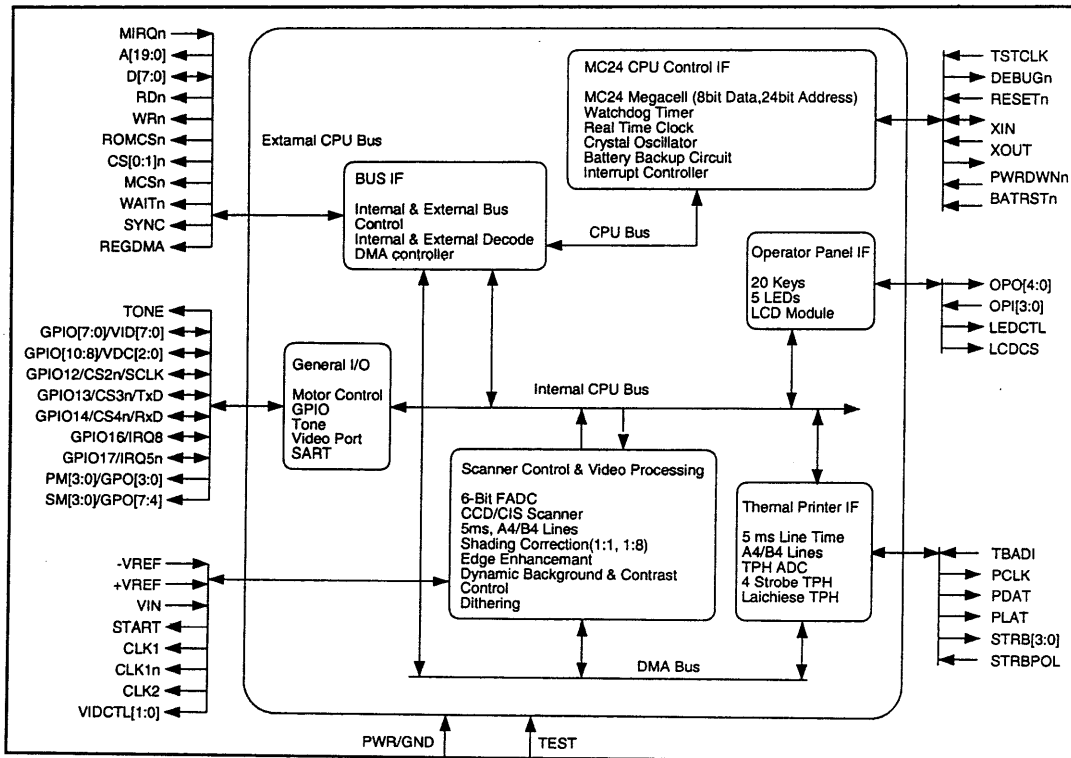 MIRQn
A[19:0]
D[7:0]
RDn
WRn
ROMCSn
CS[0:1]n
MCSn
WAITn
SYNC
REGDMA
TONE
GPIO[7:0]/VID[7:0]
GPIO[10:8]/VDC[2:0]
GPIO12/CS2n/SCLK
GPIO13/CS3n/TxD
GPIO14/CS4n/RxD
GPIO16/IRQ8
GPIO17/IRQ5n
PM[3:0]/GPO[3:0]
SM[3:0]/GPO[7:4]
-VREF
+VREF
VIN
START
CLK1
CLK1n
CLK2
VIDCTL[1:0]
External CPU Bus
BUS IF
Internal & External Bus
Control
Internal & External Decode
DMA controller
MC24 CPU Control IF
MC24 Megacell (8bit Data,24bit Address)
Watchdog Timer
Real Time Clock
Crystal Oscillator
Battery Backup Circuit
Interrupt Controller
CPU Bus
Operator Panel IF
20 Keys
5 LEDs
LCD Module
General I/O
Motor Control
GPIO
Tone
Video Port
SART
Internal CPU Bus
Scanner Control & Video Processing
6-Bit FADC
CCD/CIS Scanner
5ms, A4/B4 Lines
Shading Correction(1:1, 1:8)
Edge Enhancemant
Dynamic Background & Contrast
Control
Dithering
Themal Printer IF
5 ms Line Time
A4/B4 Lines
TPH ADC
4 Strobe TPH
Laichiese TPH
DMA Bus
TSTCLK
DEBUGn
RESETn
XIN
XOUT
PWRDWNn
BATRSTn
OPO[4:0]
OPI[3:0]
LEDCTL
LCDCS
TBADI
PCLK
PDAT
PLAT
STRB[3:0]
STRBPOL
PWR/GND
TEST